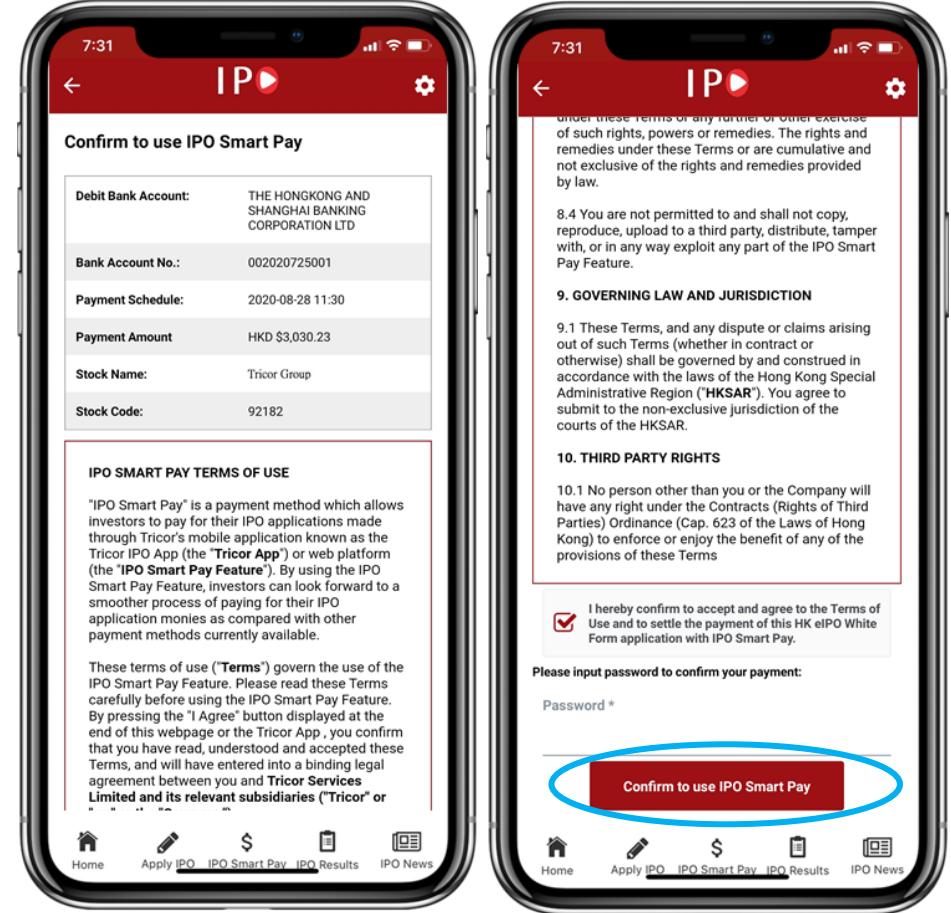 7:31
IPO
Confirm to use IPO Smart Pay
Debit Bank Account: THE HONGKONG AND
SHANGHAI BANKING
CORPORATION LTD
Bank Account No.: 002020725001
Payment Schedule: 2020-08-28 11:30
Payment Amount HKD $3,030.23
Stock Name: Tricor Group
Stock Code: 92182
IPO SMART PAY TERMS OF USE
"IPO Smart Pay" is a payment method which allows
investors to pay for their IPO applications made
through Tricor's mobile application known as the
Tricor IPO App (the "Tricor App") or web platform
(the "IPO Smart Pay Feature"). By using the IPO
Smart Pay Feature, investors can look forward to a
smoother process of paying for their IPO
application monies as compared with other
payment methods currently available.
These terms of use ("Terms") govern the use of the
IPO Smart Pay Feature. Please read these Terms
carefully before using the IPO Smart Pay Feature.
By pressing the "I Agree" button displayed at the
end of this webpage or the Tricor App , you confirm
that you have read, understood and accepted these
Terms, and will have entered into a binding legal
agreement between you and Tricor Services
Limited and its relevant subsidiaries ("Tricor" or
Home Apply IPO IPO Smart Pay IPO Results IPO News
7:31
IPO
under these Terms or any further or other exercise
of such rights, powers or remedies. The rights and
remedies under these Terms or are cumulative and
not exclusive of the rights and remedies provided
by law.
8.4 You are not permitted to and shall not copy,
reproduce, upload to a third party, distribute, tamper
with, or in any way exploit any part of the IPO Smart
Pay Feature.
9. GOVERNING LAW AND JURISDICTION
9.1 These Terms, and any dispute or claims arising
out of such Terms (whether in contract or
otherwise) shall be governed by and construed in
accordance with the laws of the Hong Kong Special
Administrative Region ("HKSAR"). You agree to
submit to the non-exclusive jurisdiction of the
courts of the HKSAR.
10. THIRD PARTY RIGHTS
10.1 No person other than you or the Company will
have any right under the Contracts (Rights of Third
Parties) Ordinance (Cap. 623 of the Laws of Hong
Kong) to enforce or enjoy the benefit of any of the
provisions of these Terms
I hereby confirm to accept and agree to the Terms of
Use and to settle the payment of this HK eIPO White
Form application with IPO Smart Pay.
Please input password to confirm your payment:
Password *
Confirm to use IPO Smart Pay
Home Apply IPO IPO Smart Pay IPO Results IPO News